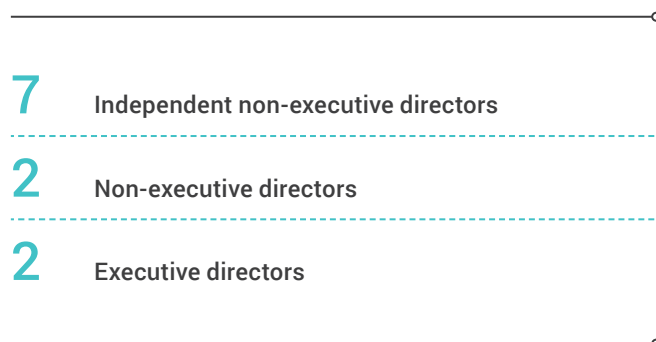 7 Independent non-executive directors
2 Non-executive directors
2 Executive directors